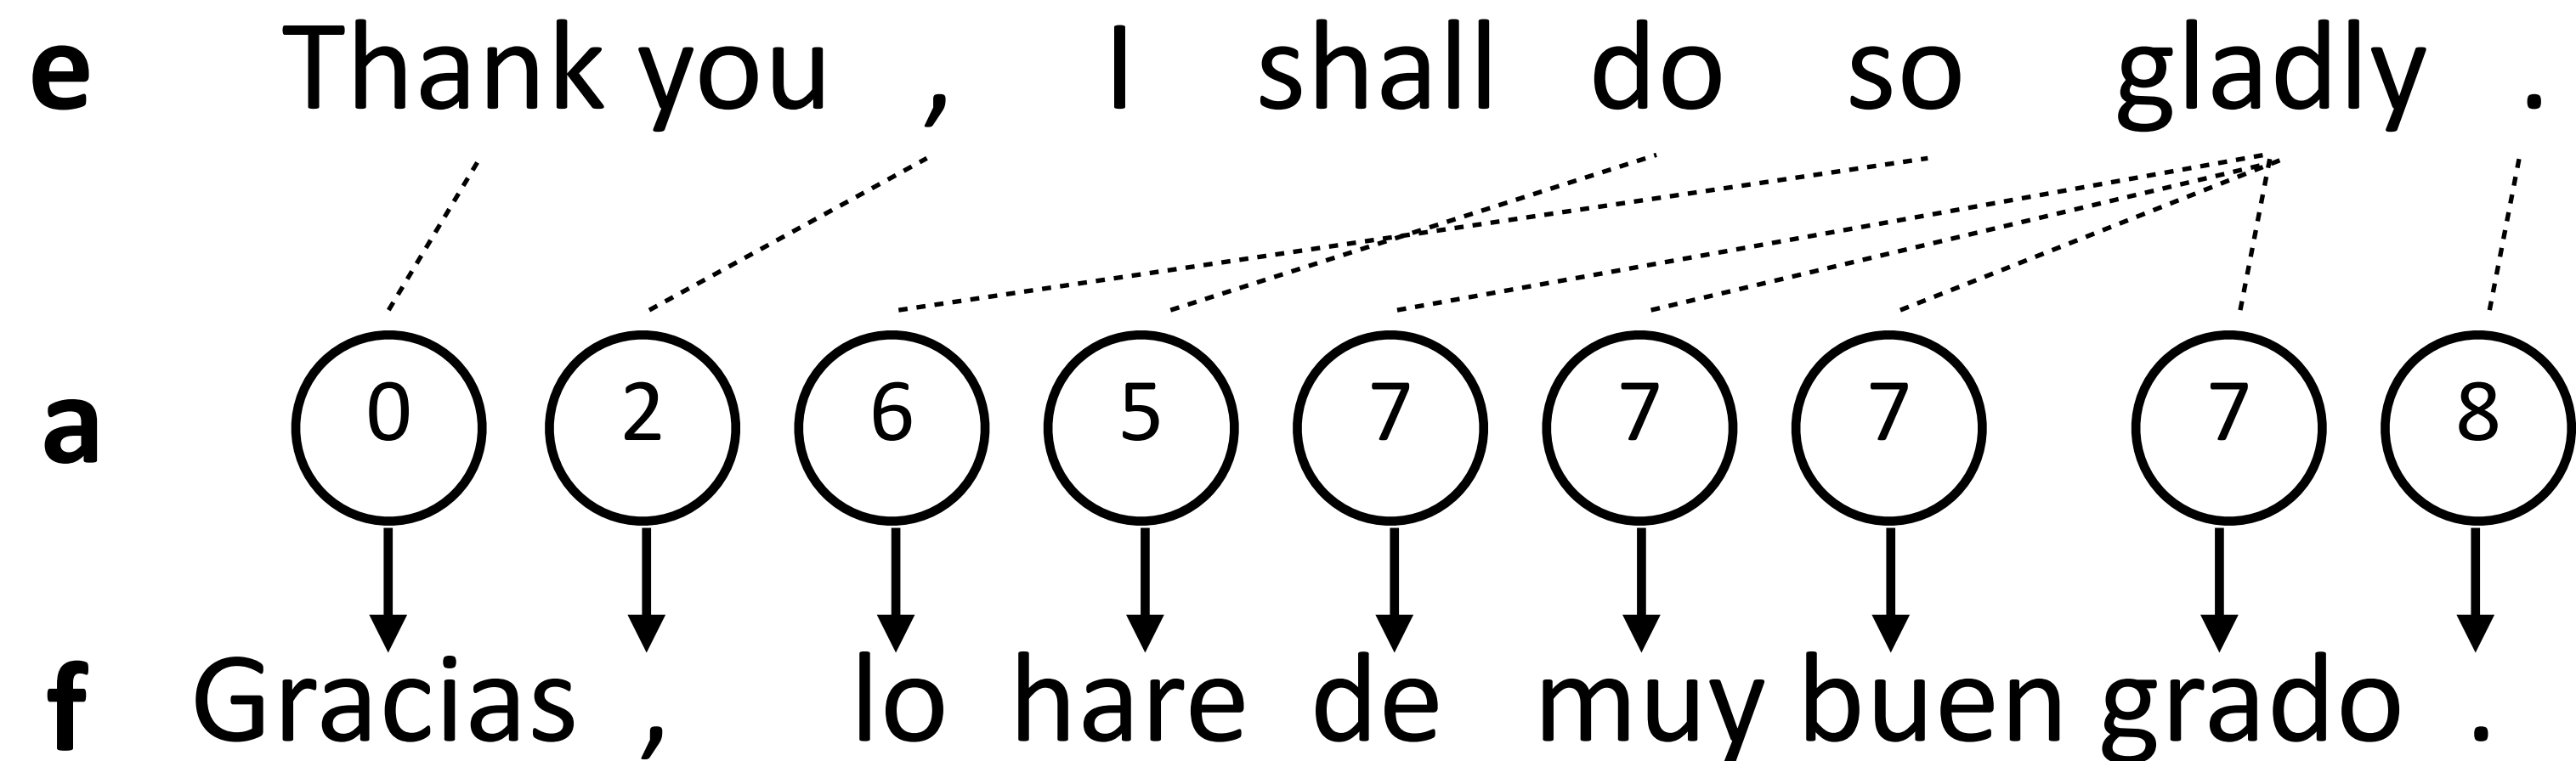 e Thank you , I shall do so gladly .
a 0 2 6 5 7 7 7 7 8
f Gracias , lo hare de muy buen grado .